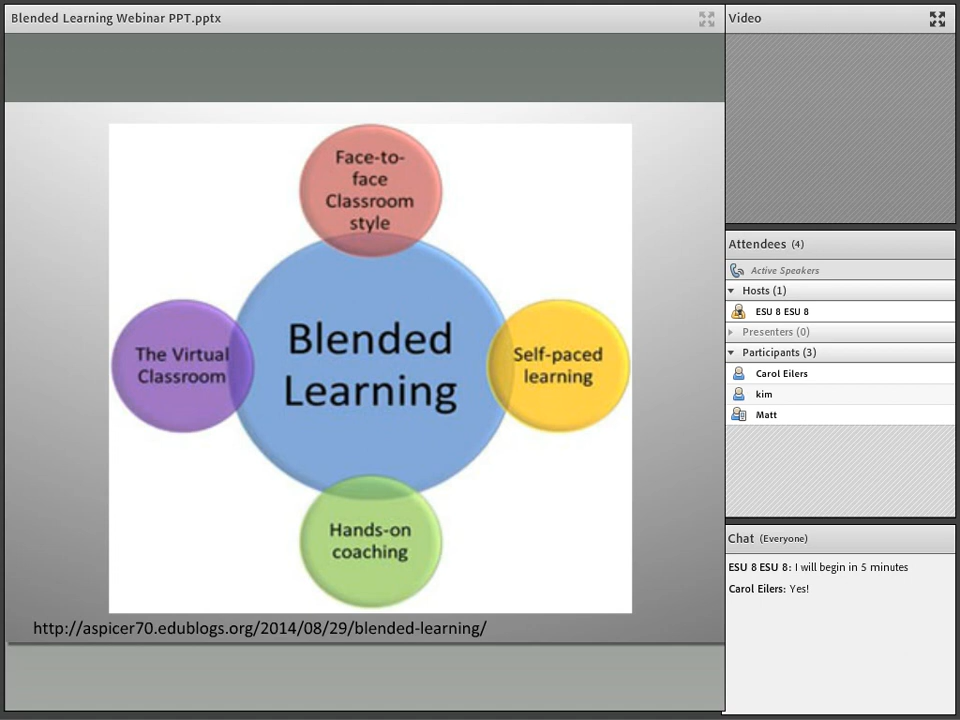 Blended Learning Webinar PPT.pptx
Face-to-
face
Classroom
style
The Virtual
Classroom
Blended
Learning
Self-paced
learning
Hands-on
coaching
http://aspicer70.edublogs.org/2014/08/29/blended-learning/
Video
Attendees (4)
Active Speakers
Hosts (1)
ESU 8 ESU 8
Presenters (0)
Participants (3)
Carol Eilers
kim
Matt
Chat (Everyone)
ESU 8 ESU 8: I will begin in 5 minutes
Carol Eilers: Yes!